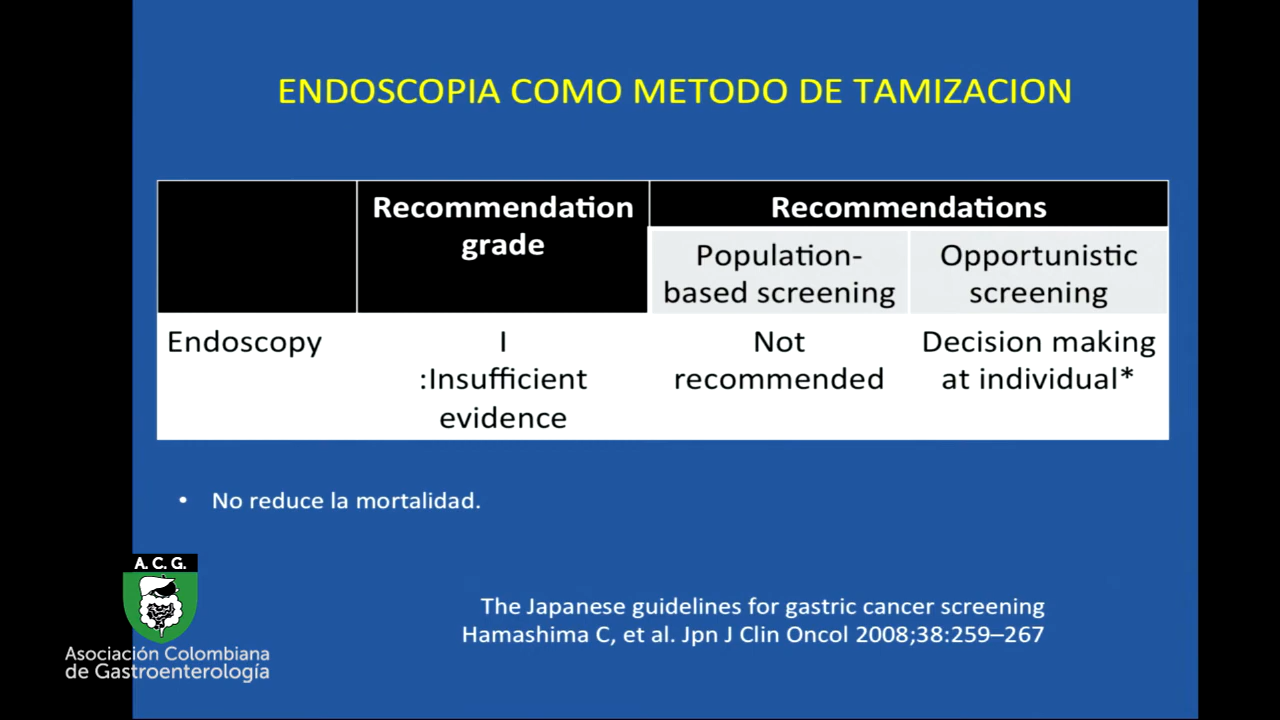 ENDOSCOPIA COMO METODO DE TAMIZACION
Recommendation
grade
Recommendations
Population-
based screening
Opportunistic
screening
Endoscopy
I
:Insufficient
evidence
Not
recommended
Decision making
at individual*
• No reduce la mortalidad.
A. C. G.
Asociación Colombiana
de Gastroenterología
The Japanese guidelines for gastric cancer screening
Hamashima C, et al. Jpn J Clin Oncol 2008;38:259–267